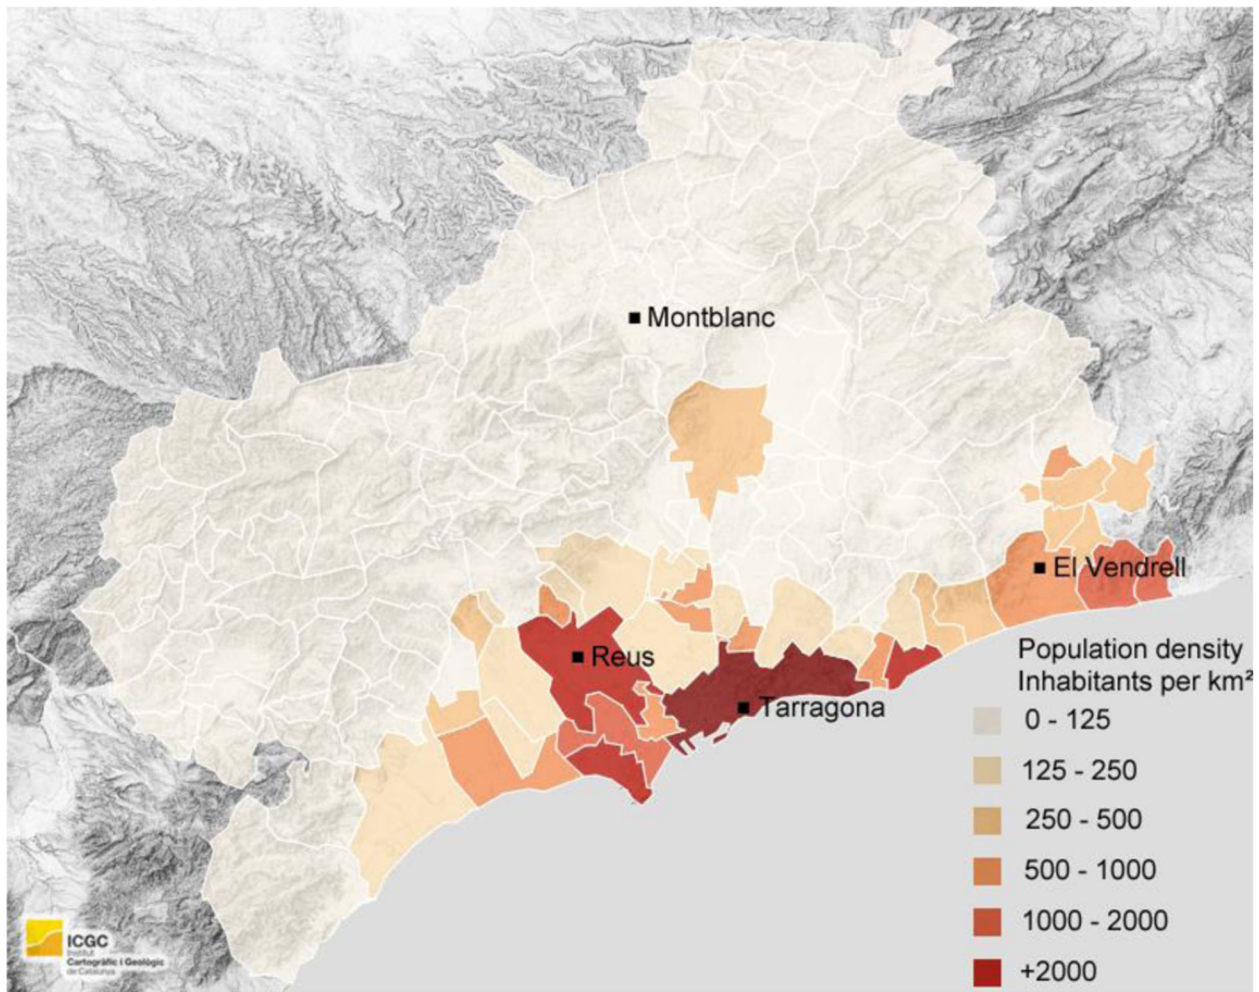 Montblanc
El Vendrell
Reus
Tarragona
Population density
Inhabitants per km²
0 - 125
125 - 250
250 - 500
500 - 1000
1000 - 2000
+2000
ICGC
Institut
Cartogràfic i Geològic
de Catalunya